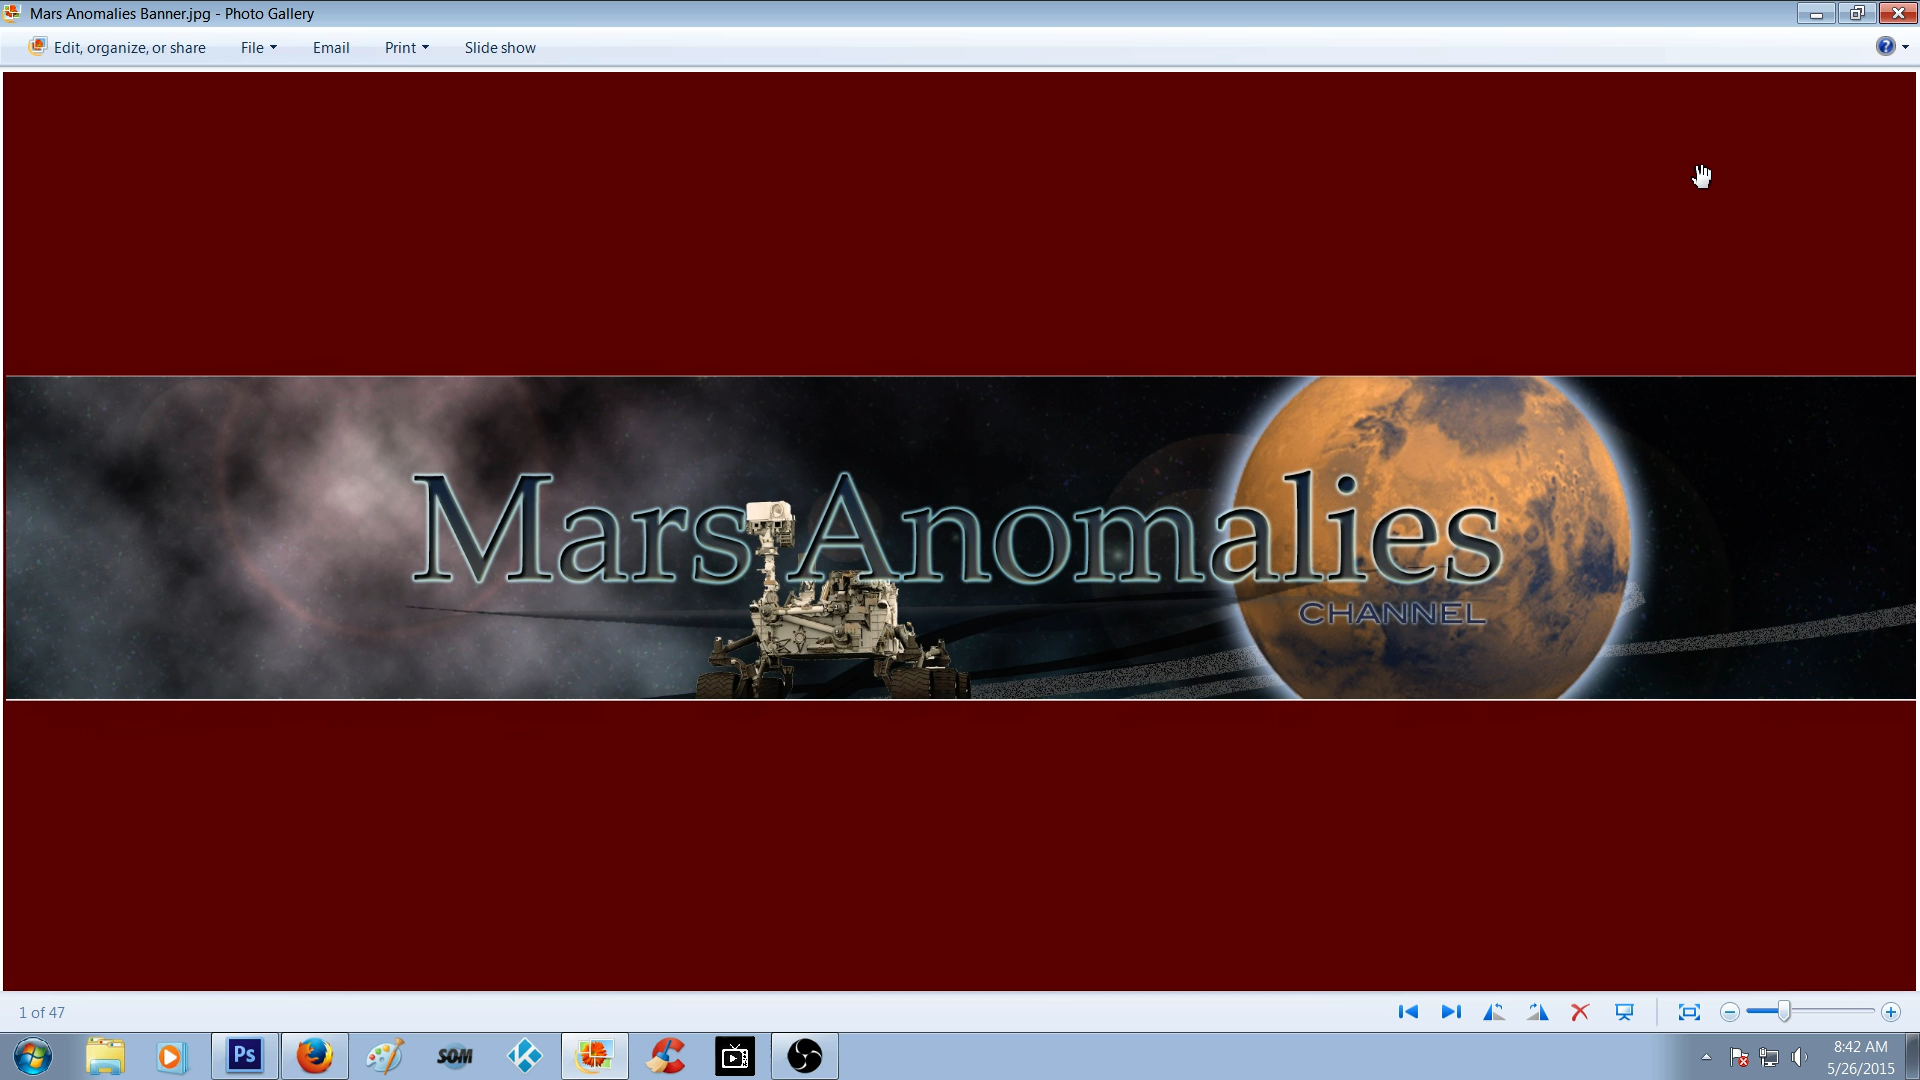 Mars Anomalies Banner.jpg - Photo Gallery
Edit, organize, or share File Email Print Slide show
Mars Anomalies
CHANNEL
1 of 47
Ps SOM
8:42 AM
5/26/2015